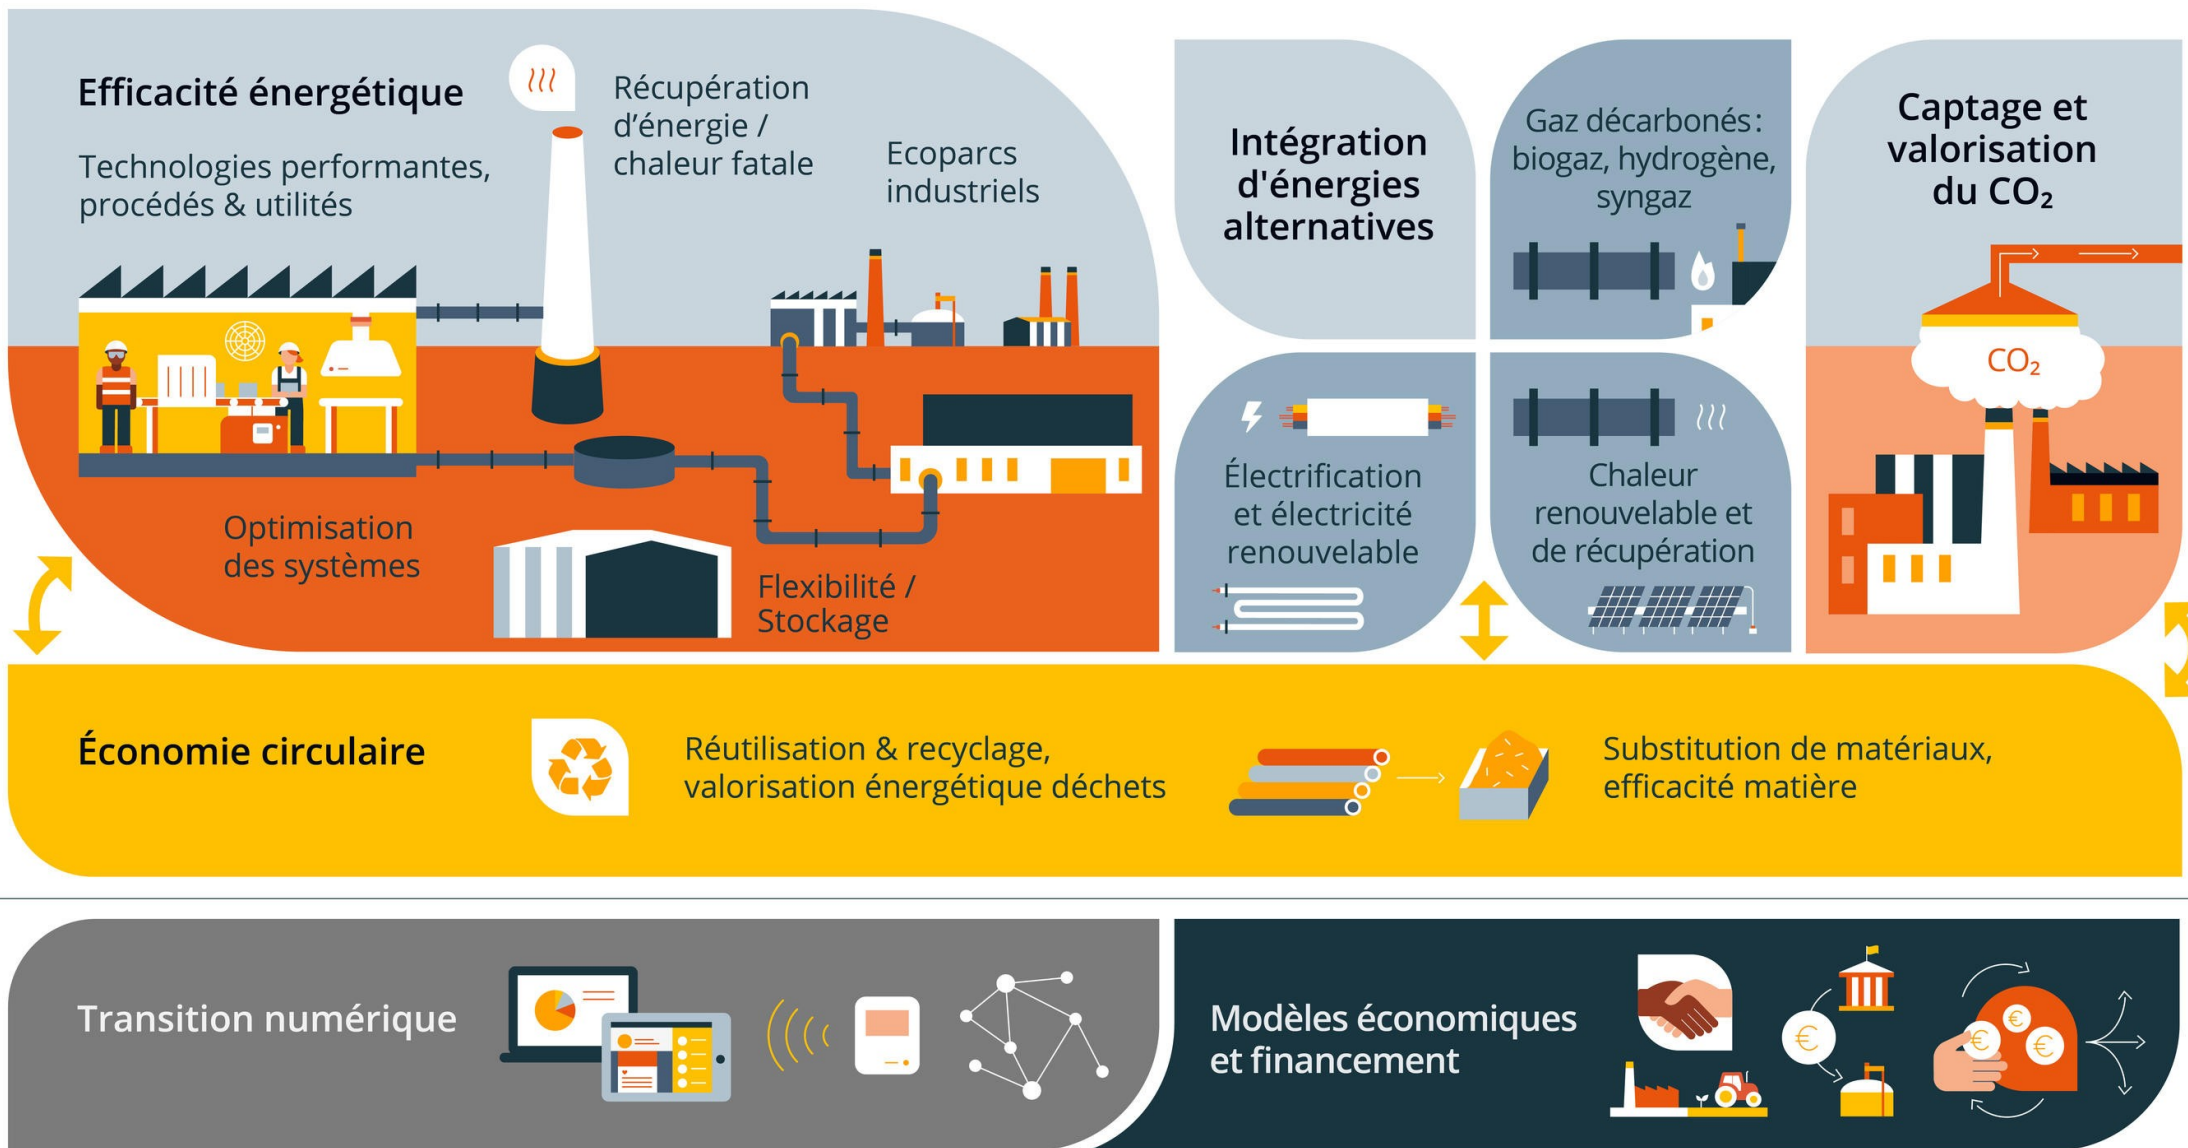 Efficacité énergétique
Technologies performantes,
procédés & utilités
Récupération
d'énergie /
chaleur fatale
Ecoparcs
industriels
Optimisation
des systèmes
Flexibilité /
Stockage
Intégration
d'énergies
alternatives
Gaz décarbonés :
biogaz, hydrogène,
syngaz
Électrification
et électricité
renouvelable
Chaleur
renouvelable et
de récupération
Captage et
valorisation
du CO₂
CO₂
Économie circulaire
Réutilisation & recyclage,
valorisation énergétique déchets
Substitution de matériaux,
efficacité matière
Transition numérique
Modèles économiques
et financement
€
€
€
€